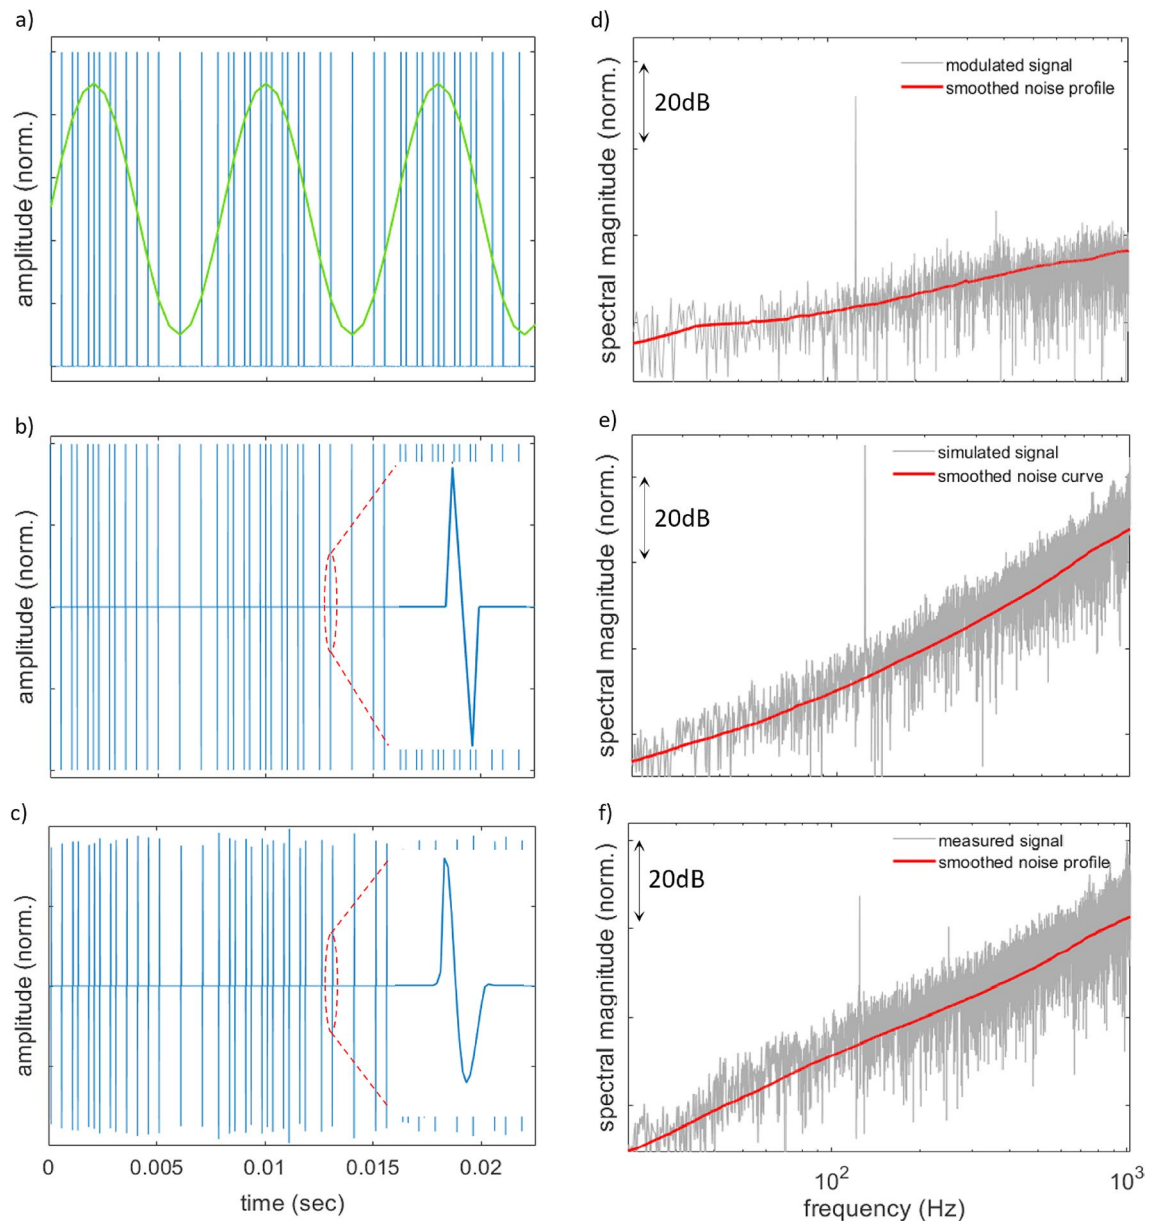 a)
amplitude (norm.)
b)
amplitude (norm.)
c)
amplitude (norm.)
0
0.005
0.01
0.015
0.02
time (sec)
d)
modulated signal
smoothed noise profile
20dB
spectral magnitude (norm.)
e)
simulated signal
smoothed noise curve
20dB
spectral magnitude (norm.)
f)
measured signal
smoothed noise profile
20dB
spectral magnitude (norm.)
10²
10³
frequency (Hz)